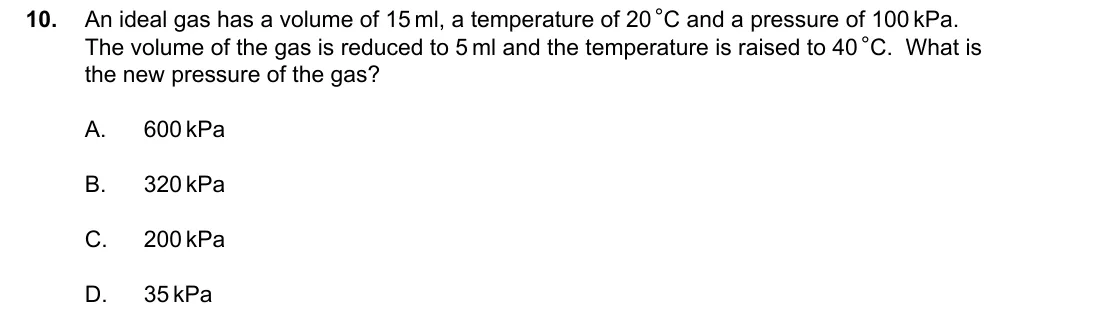 10. An ideal gas has a volume of 15 ml, a temperature of 20 °C and a pressure of 100 kPa.
The volume of the gas is reduced to 5 ml and the temperature is raised to 40 °C. What is
the new pressure of the gas?
A. 600 kPa
B. 320 kPa
C. 200 kPa
D. 35 kPa